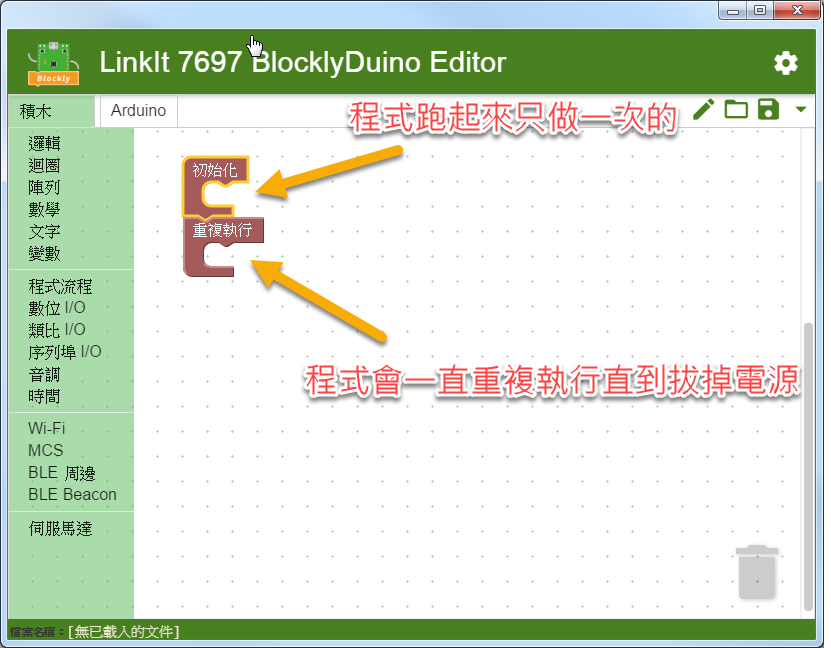 Blockly
LinkIt 7697 BlocklyDuino Editor
積木
Arduino
程式跑起來只做一次的
邏輯
迴圈
陣列
數學
文字
變數
初始化
重複執行
程式流程
數位 I/O
類比 I/O
序列埠 I/O
音調
時間
程式會一直重複執行直到拔掉電源
Wi-Fi
MCS
BLE 周邊
BLE Beacon
伺服馬達
檔案名稱：[無已載入的文件]